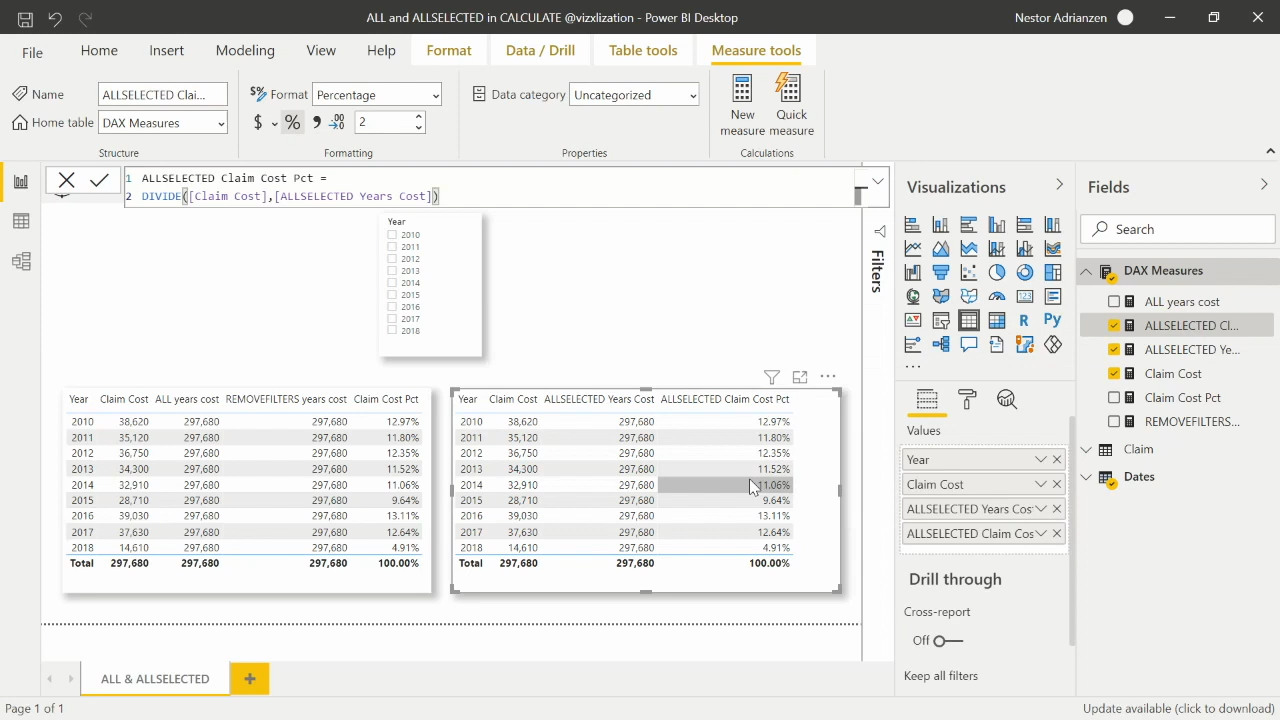 ALL and ALLSELECTED in CALCULATE @vizxlization - Power BI Desktop
Nestor Adrianzen
File Home Insert Modeling View Help Format Data / Drill Table tools Measure tools
Name ALLSELECTED Clai...
Format Percentage
Data category Uncategorized
New measure
Quick measure
Home table DAX Measures
$ % 9 .00 2
Structure Formatting Properties Calculations
1 ALLSELECTED Claim Cost Pct =
2 DIVIDE([Claim Cost],[ALLSELECTED Years Cost])
Year
2010
2011
2012
2013
2014
2015
2016
2017
2018
Year Claim Cost ALL years cost REMOVEFILTERS years cost Claim Cost Pct
2010 38,620 297,680 297,680 12.97%
2011 35,120 297,680 297,680 11.80%
2012 36,750 297,680 297,680 12.35%
2013 34,300 297,680 297,680 11.52%
2014 32,910 297,680 297,680 11.06%
2015 28,710 297,680 297,680 9.64%
2016 39,030 297,680 297,680 13.11%
2017 37,630 297,680 297,680 12.64%
2018 14,610 297,680 297,680 4.91%
Total 297,680 297,680 297,680 100.00%
Year Claim Cost ALLSELECTED Years Cost ALLSELECTED Claim Cost Pct
2010 38,620 297,680 12.97%
2011 35,120 297,680 11.80%
2012 36,750 297,680 12.35%
2013 34,300 297,680 11.52%
2014 32,910 297,680 11.06%
2015 28,710 297,680 9.64%
2016 39,030 297,680 13.11%
2017 37,630 297,680 12.64%
2018 14,610 297,680 4.91%
Total 297,680 297,680 100.00%
Filters
Visualizations
R Py
123
...
Values
Year
Claim Cost
ALLSELECTED Years Cos
ALLSELECTED Claim Cos
Drill through
Cross-report
Off
Keep all filters
Fields
Search
DAX Measures
ALL years cost
ALLSELECTED Cl...
ALLSELECTED Ye...
Claim Cost
Claim Cost Pct
REMOVEFILTERS...
Claim
Dates
ALL & ALLSELECTED
Page 1 of 1
Update available (click to download)